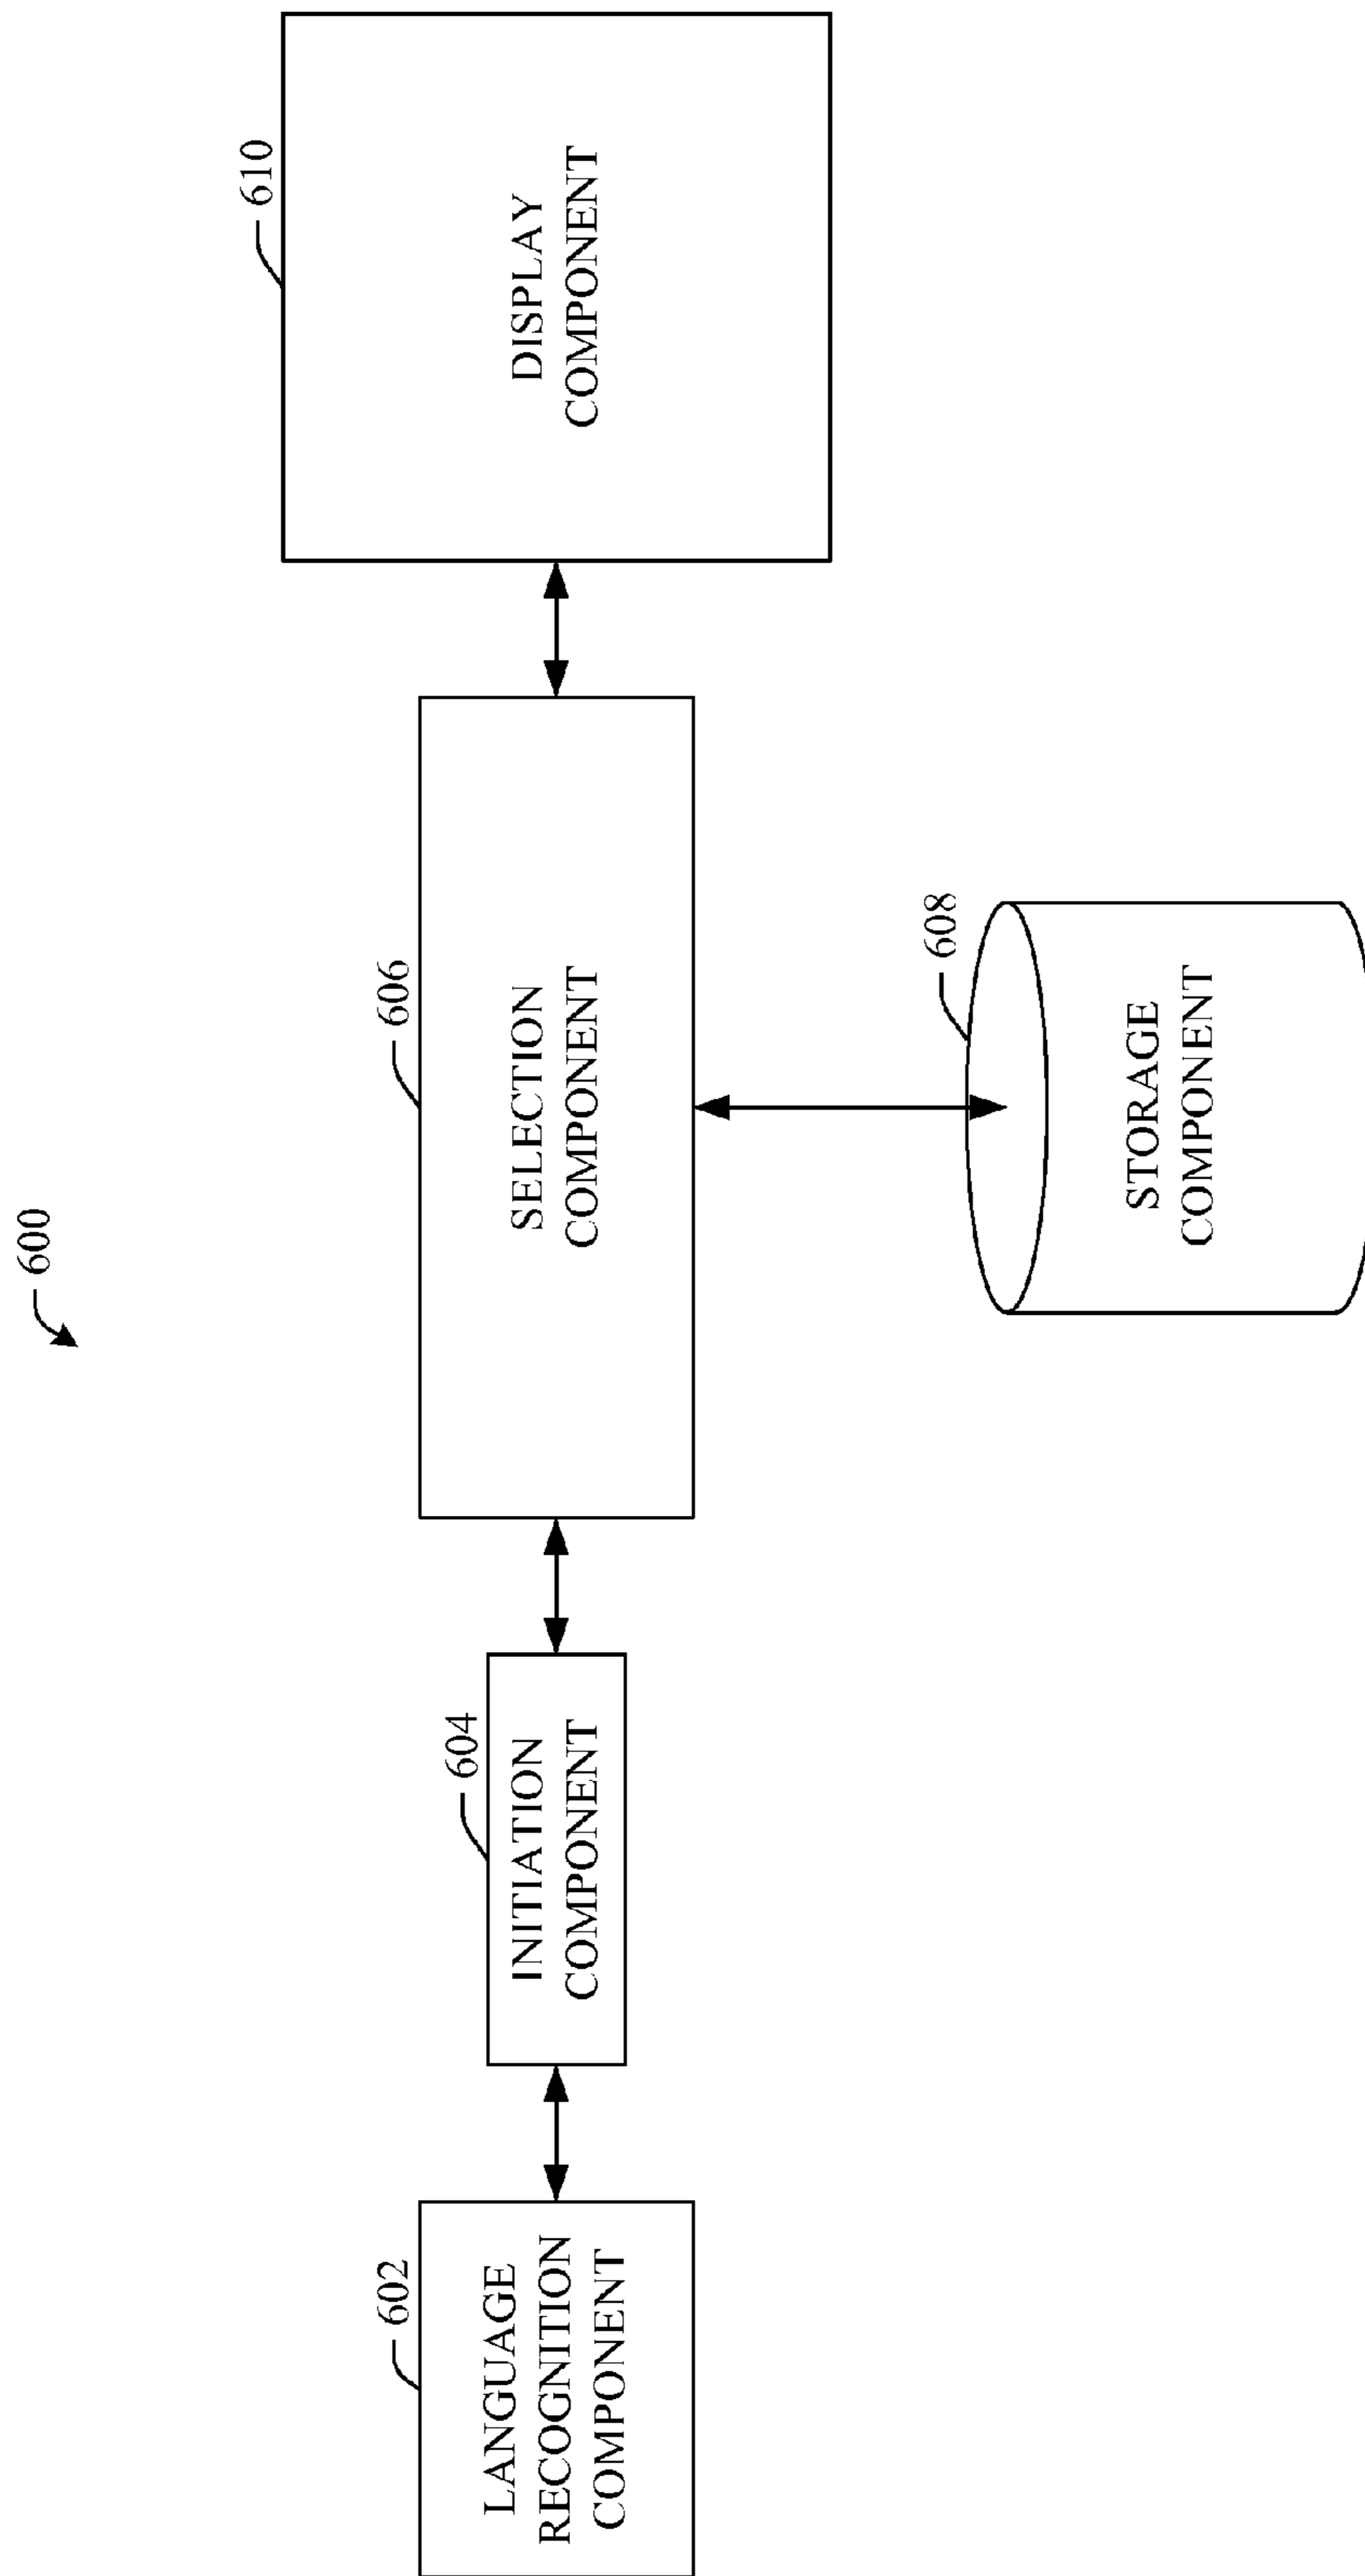 600
602
LANGUAGE
RECOGNITION
COMPONENT
604
INITIATION
COMPONENT
606
SELECTION
COMPONENT
608
STORAGE
COMPONENT
610
DISPLAY
COMPONENT